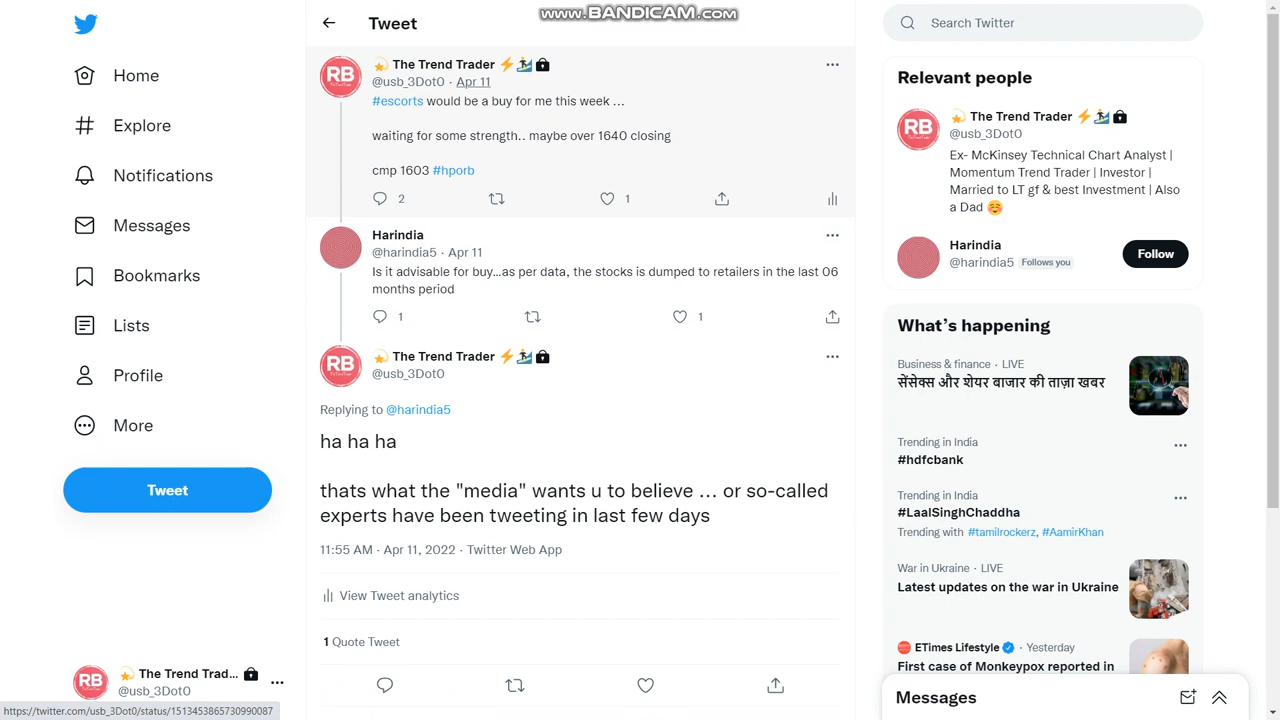 www.BANDICAM.com
Tweet
Search Twitter
Home
Explore
Notifications
Messages
Bookmarks
Lists
Profile
More
Tweet
The Trend Trad...
@usb_3Dot0
https://twitter.com/usb_3Dot0/status/1513453865730990087
RB
The Trend Trader
@usb_3Dot0 · Apr 11
#escorts would be a buy for me this week ...
waiting for some strength.. maybe over 1640 closing
cmp 1603 #hporb
2
1
Harindia
@harindia5 · Apr 11
Is it advisable for buy...as per data, the stocks is dumped to retailers in the last 06
months period
1
1
RB
The Trend Trader
@usb_3Dot0
Replying to @harindia5
ha ha ha
thats what the "media" wants u to believe ... or so-called
experts have been tweeting in last few days
11:55 AM · Apr 11, 2022 · Twitter Web App
View Tweet analytics
1 Quote Tweet
Relevant people
RB
The Trend Trader
@usb_3Dot0
Ex- McKinsey Technical Chart Analyst |
Momentum Trend Trader | Investor |
Married to LT gf & best Investment | Also
a Dad
Harindia
@harindia5 Follows you
Follow
What's happening
Business & finance · LIVE
सेंसेक्स और शेयर बाजार की ताज़ा खबर
Trending in India
#hdfcbank
Trending in India
#LaalSinghChaddha
Trending with #tamilrockerz, #AamirKhan
War in Ukraine · LIVE
Latest updates on the war in Ukraine
ETimes Lifestyle · Yesterday
First case of Monkeypox reported in
Messages
RB